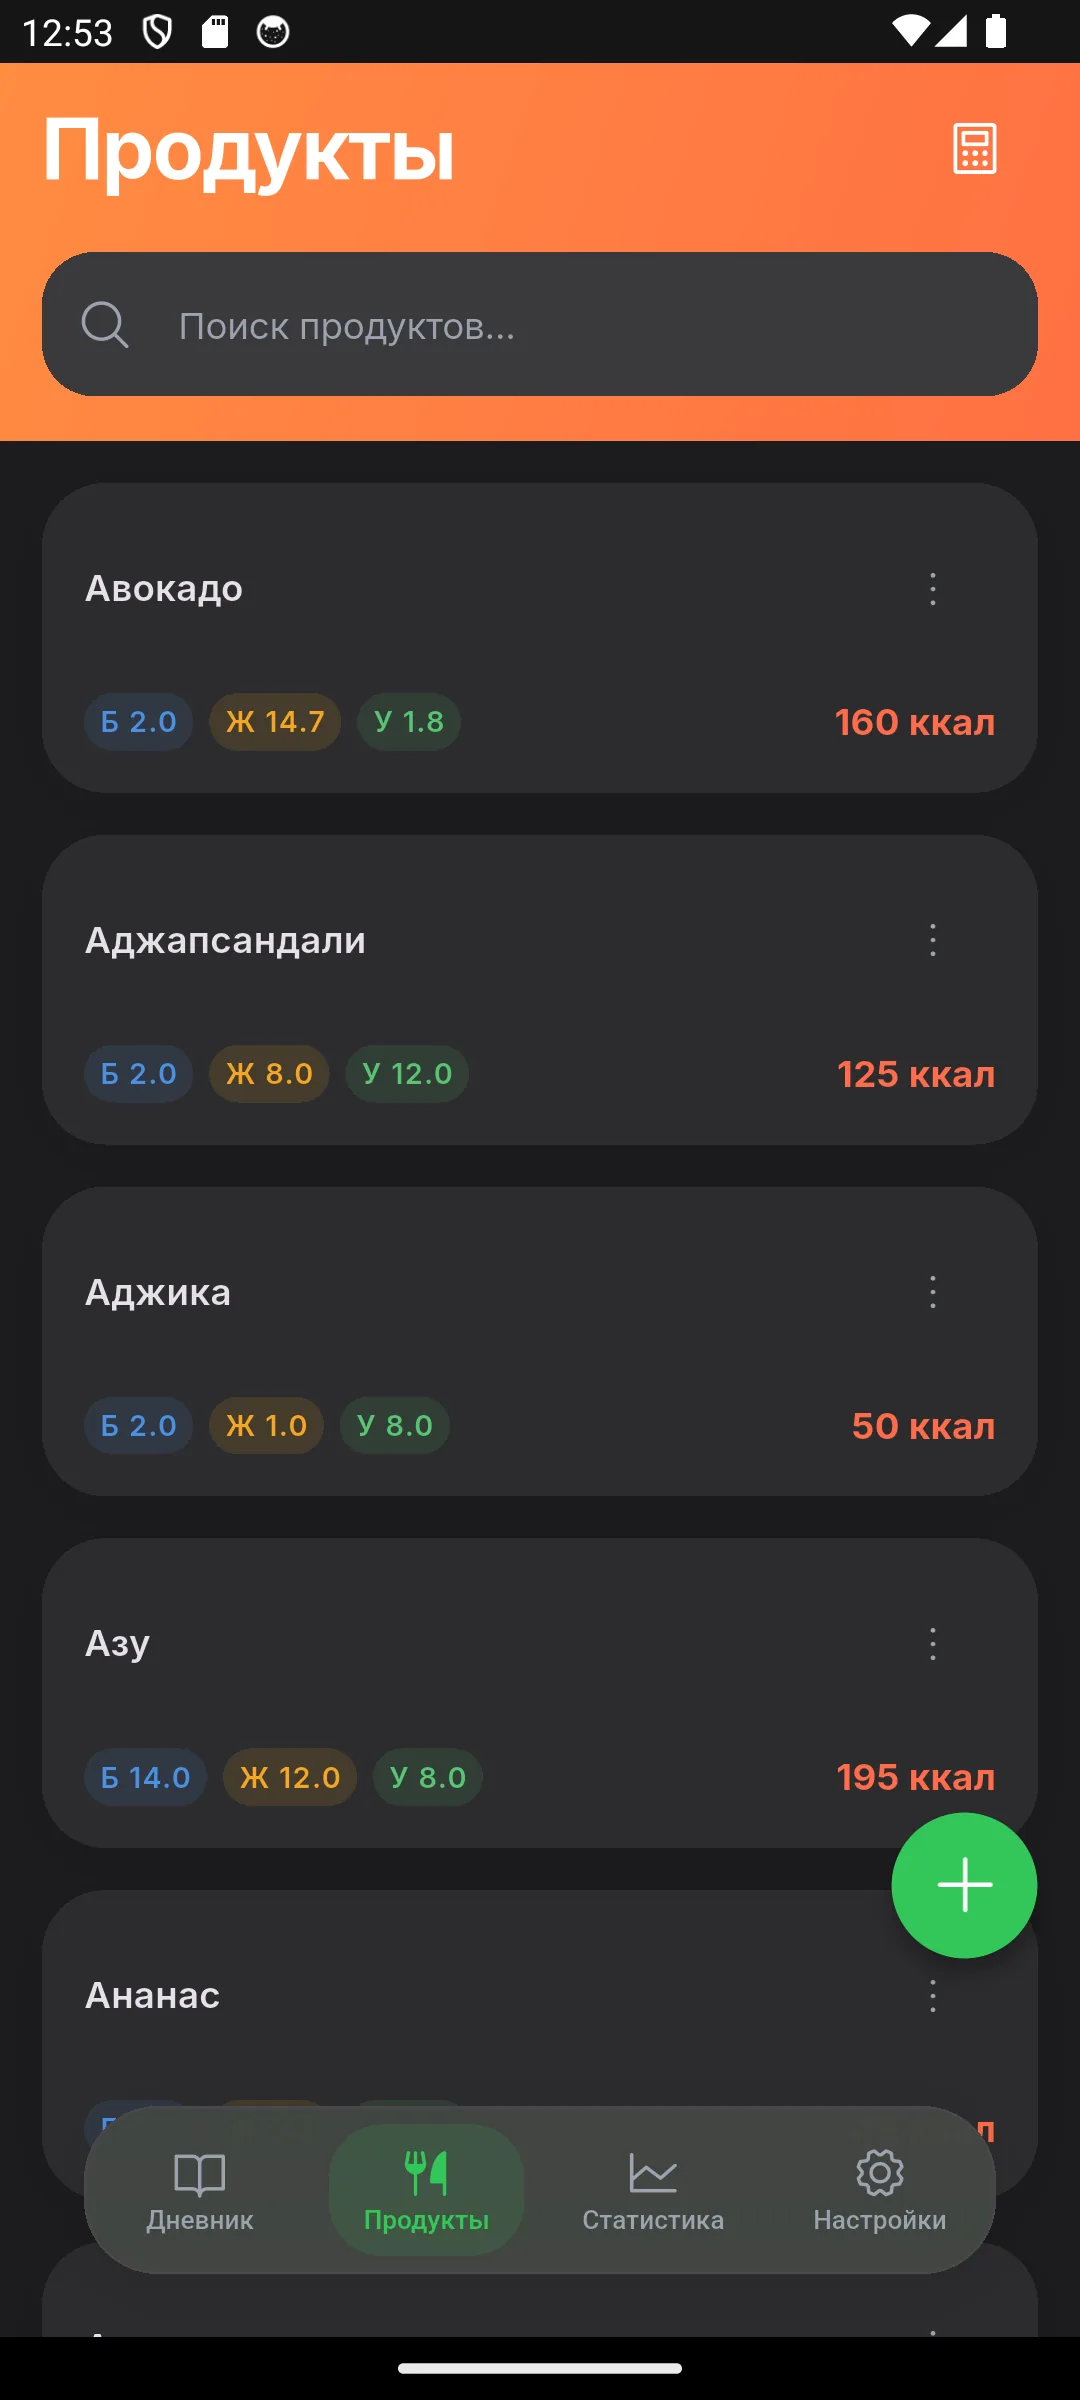 12:53
Продукты
Поиск продуктов...
Авокадо
Б 2.0 Ж 14.7 У 1.8 160 ккал
Аджапсандали
Б 2.0 Ж 8.0 У 12.0 125 ккал
Аджика
Б 2.0 Ж 1.0 У 8.0 50 ккал
Азу
Б 14.0 Ж 12.0 У 8.0 195 ккал
Ананас
Дневник Продукты Статистика Настройки